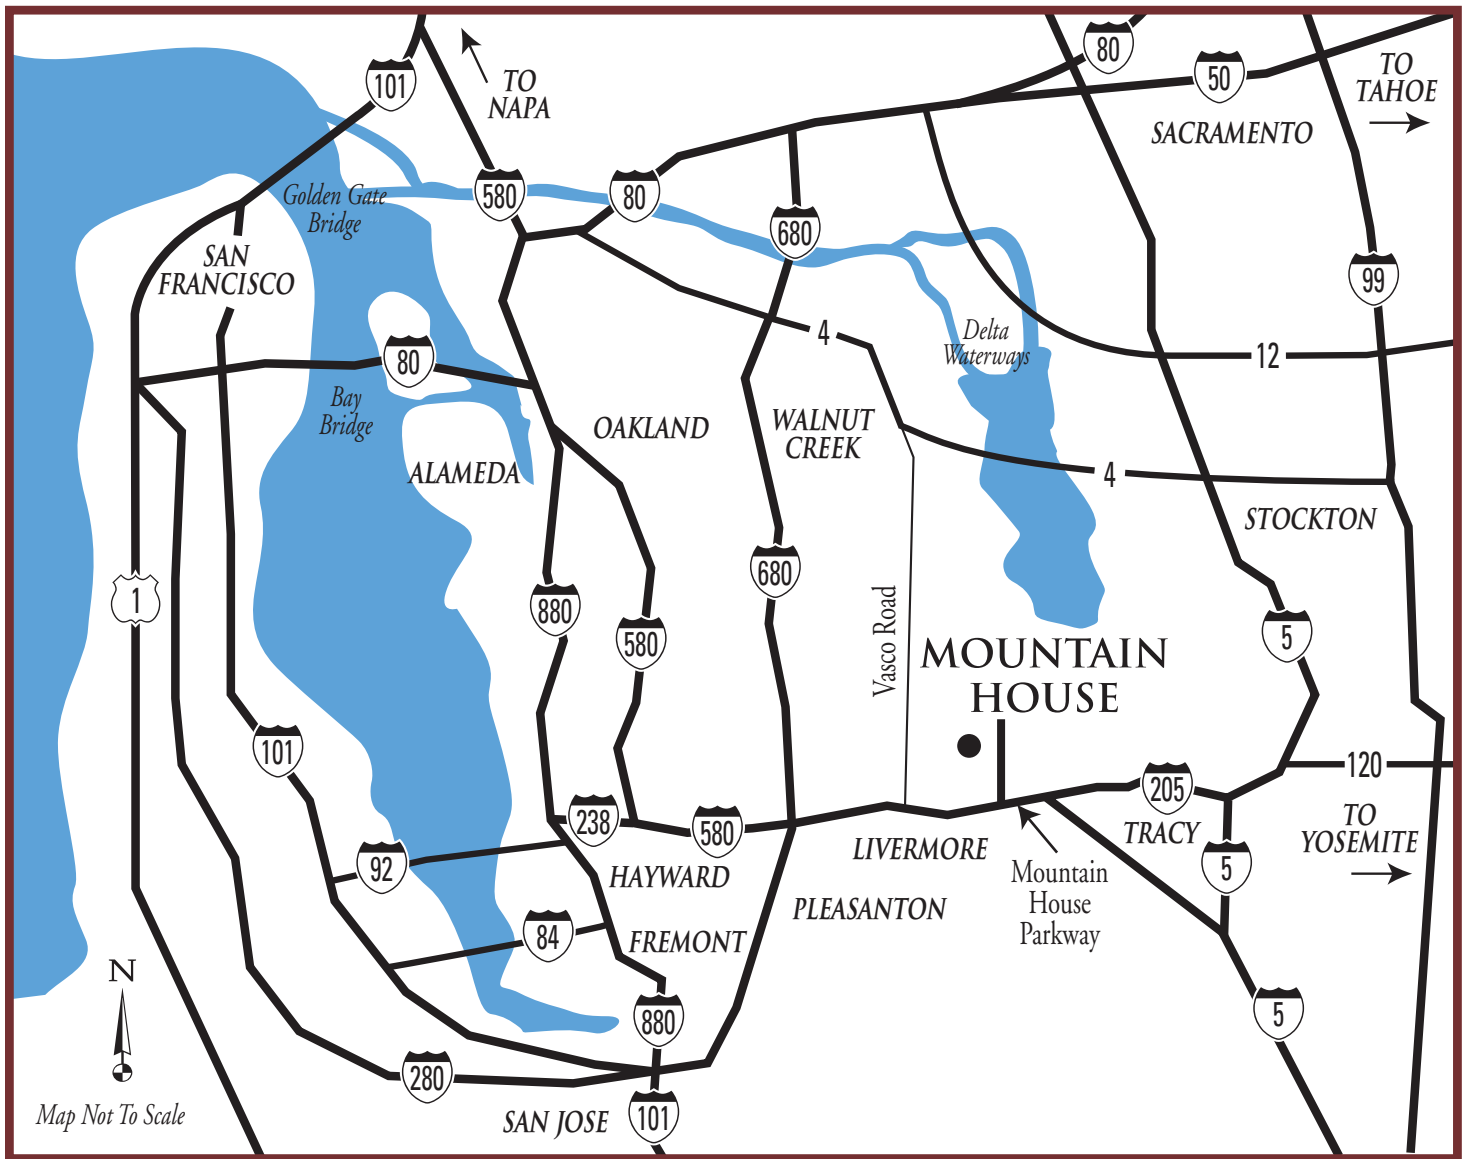 101
TO
NAPA
80
50
TO
TAHOE
SACRAMENTO
Golden Gate
Bridge
580
80
680
99
SAN
FRANCISCO
4
Delta
Waterways
12
80
Bay
Bridge
OAKLAND
WALNUT
CREEK
ALAMEDA
4
STOCKTON
1
880
580
680
Vasco Road
5
MOUNTAIN
HOUSE
101
120
205
238
580
TRACY
TO
YOSEMITE
LIVERMORE
92
HAYWARD
5
Mountain
House
Parkway
PLEASANTON
84
FREMONT
N
880
5
280
Map Not To Scale
SAN JOSE
101